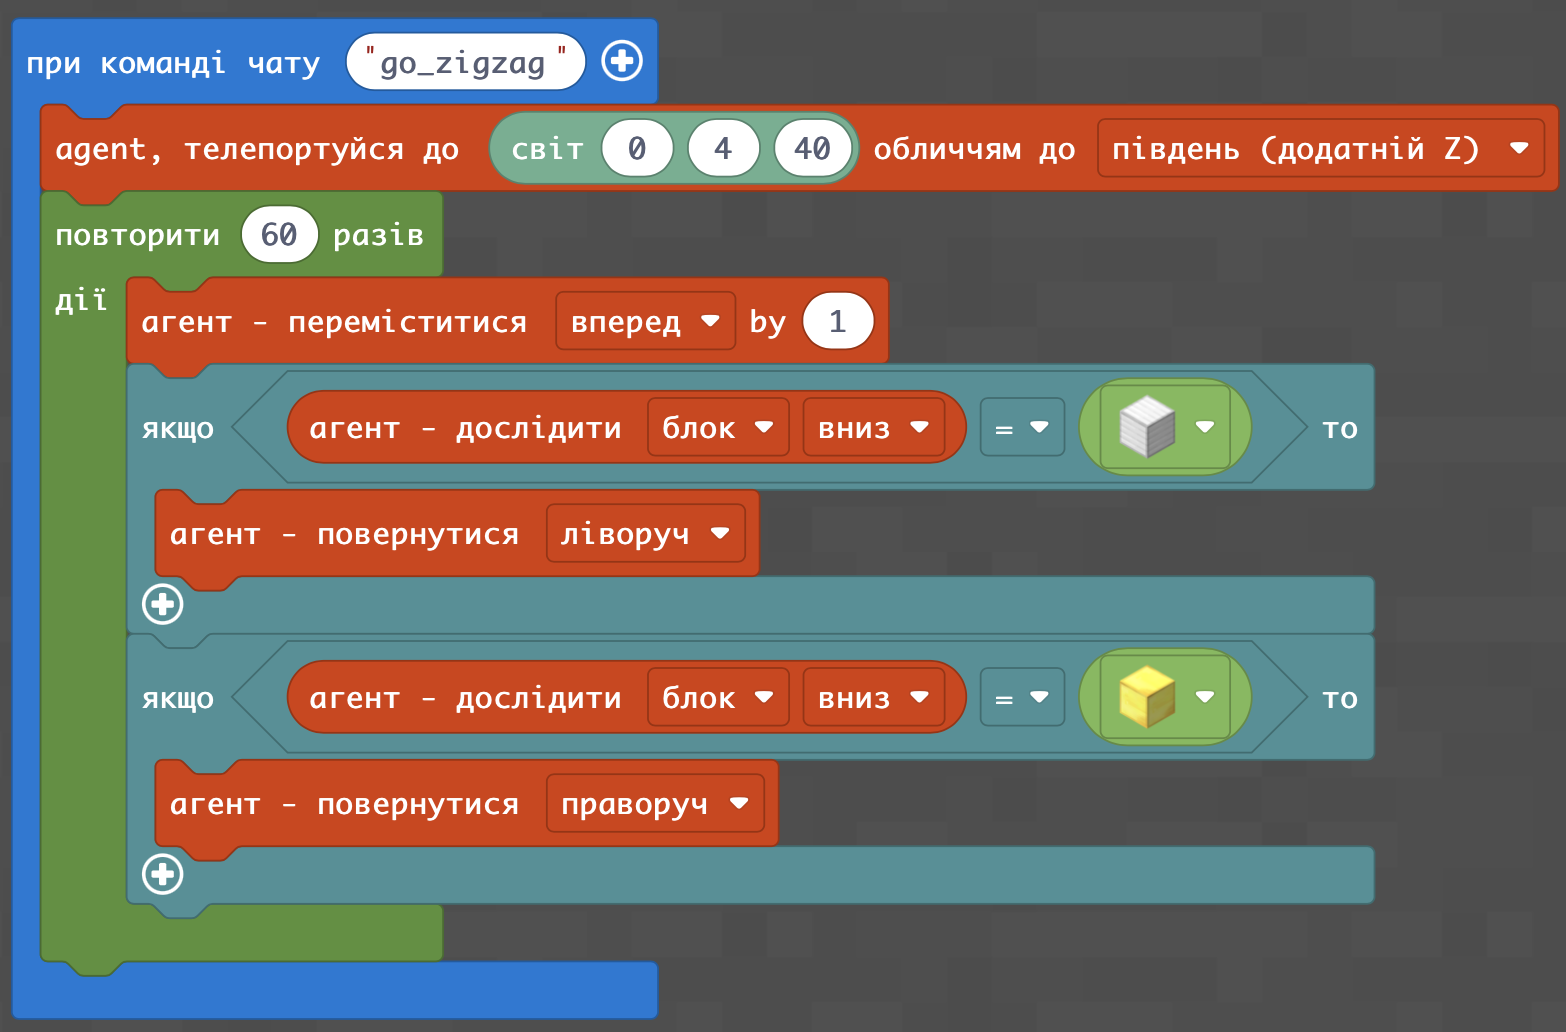 при команді чату "go_zigzag"
agent, телепортуйся до світ 0 4 40 обличчям до південь (додатній Z)
повторити 60 разів
дії
агент - переміститися вперед by 1
якщо агент - дослідити блок вниз = то
агент - повернутися ліворуч
якщо агент - дослідити блок вниз = то
агент - повернутися праворуч